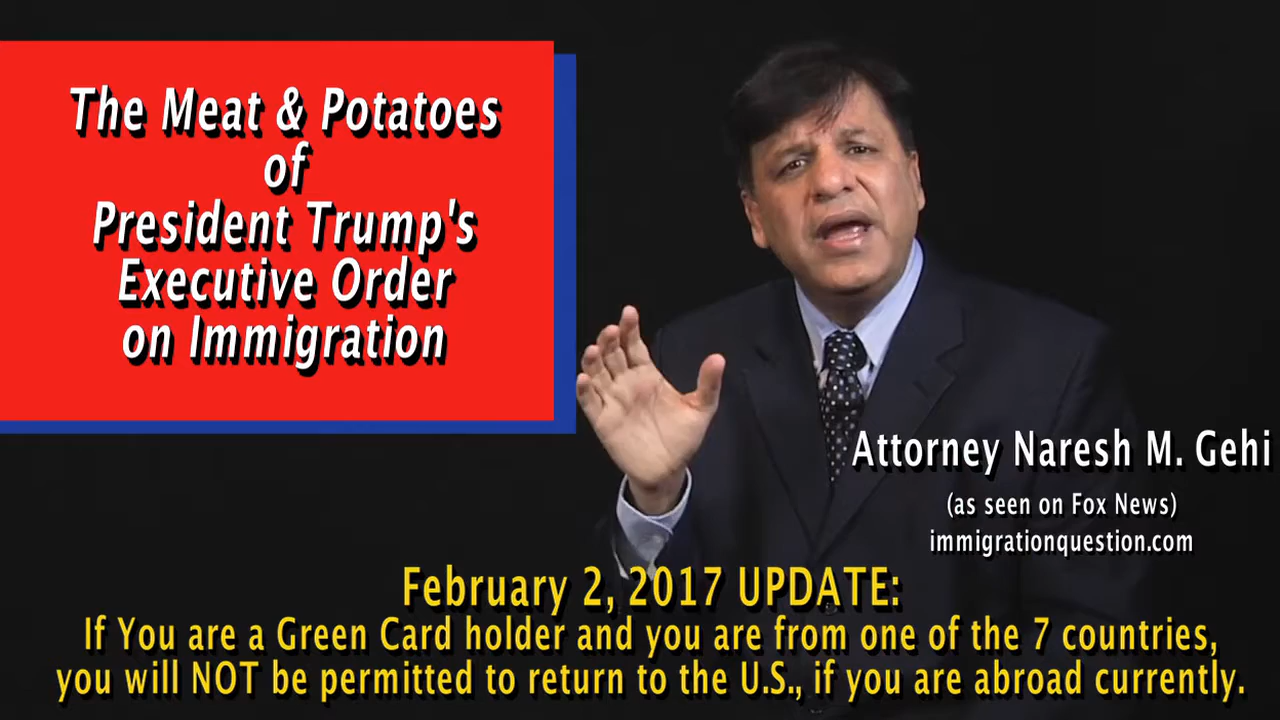 The Meat & Potatoes
of
President Trump's
Executive Order
on Immigration
Attorney Naresh M. Gehi
(as seen on Fox News)
immigrationquestion.com
February 2, 2017 UPDATE:
If You are a Green Card holder and you are from one of the 7 countries,
you will NOT be permitted to return to the U.S., if you are abroad currently.